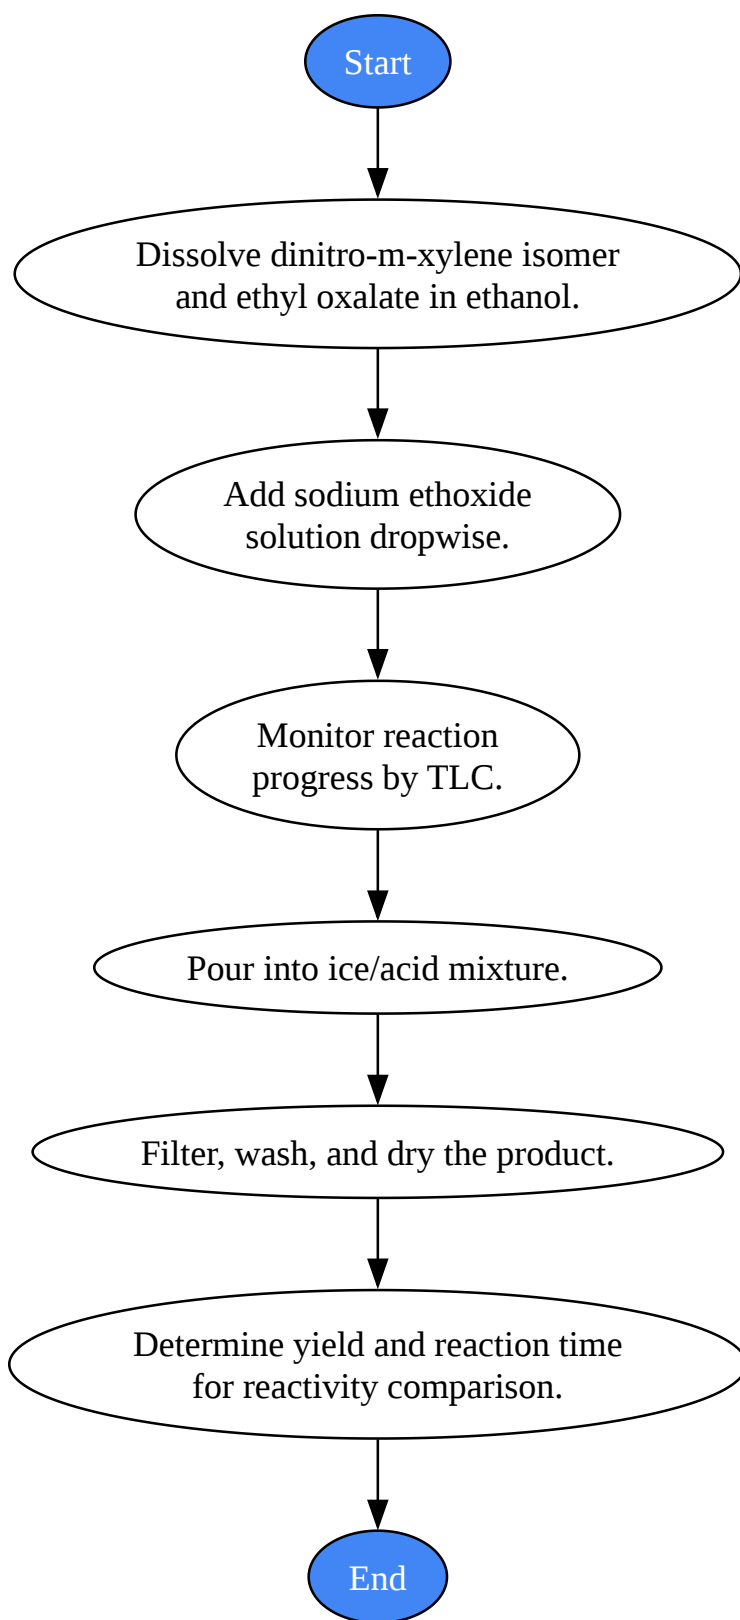 Start
Dissolve dinitro-m-xylene isomer
and ethyl oxalate in ethanol.
Add sodium ethoxide
solution dropwise.
Monitor reaction
progress by TLC.
Pour into ice/acid mixture.
Filter, wash, and dry the product.
Determine yield and reaction time
for reactivity comparison.
End